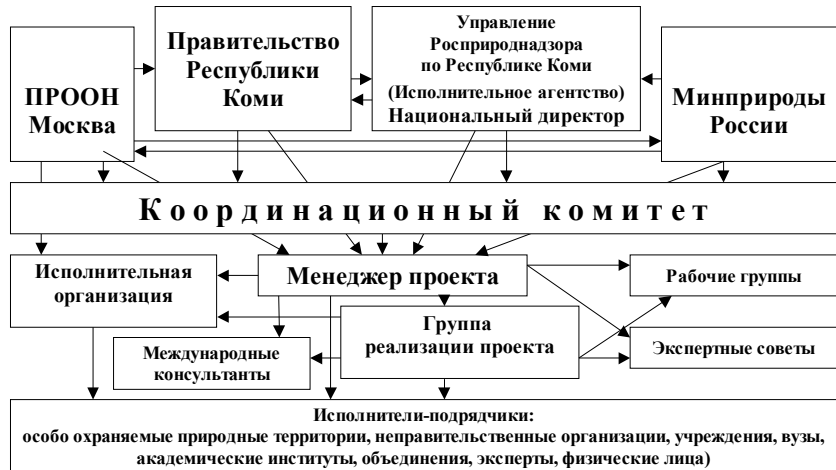 ПРООН
Москва
Правительство
Республики
Коми
Управление
Росприроднадзора
по Республике Коми
(Исполнительное агентство)
Национальный директор
Минприроды
России
Координационный комитет
Исполнительная
организация
Менеджер проекта
Рабочие группы
Группа
реализации проекта
Международные
консультанты
Экспертные советы
Исполнители-подрядчики:
особо охраняемые природные территории, неправительственные организации, учреждения, вузы,
академические институты, объединения, эксперты, физические лица)